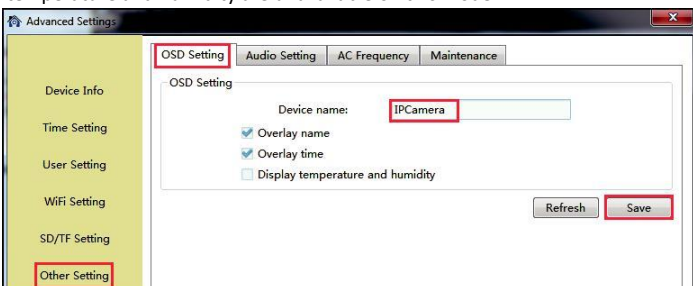 Advanced Settings
OSD Setting Audio Setting AC Frequency Maintenance
OSD Setting
Device Info
Device name: IPCamera
Time Setting
Overlay name
Overlay time
User Setting
Display temperature and humidity
WiFi Setting
Refresh Save
SD/TF Setting
Other Setting